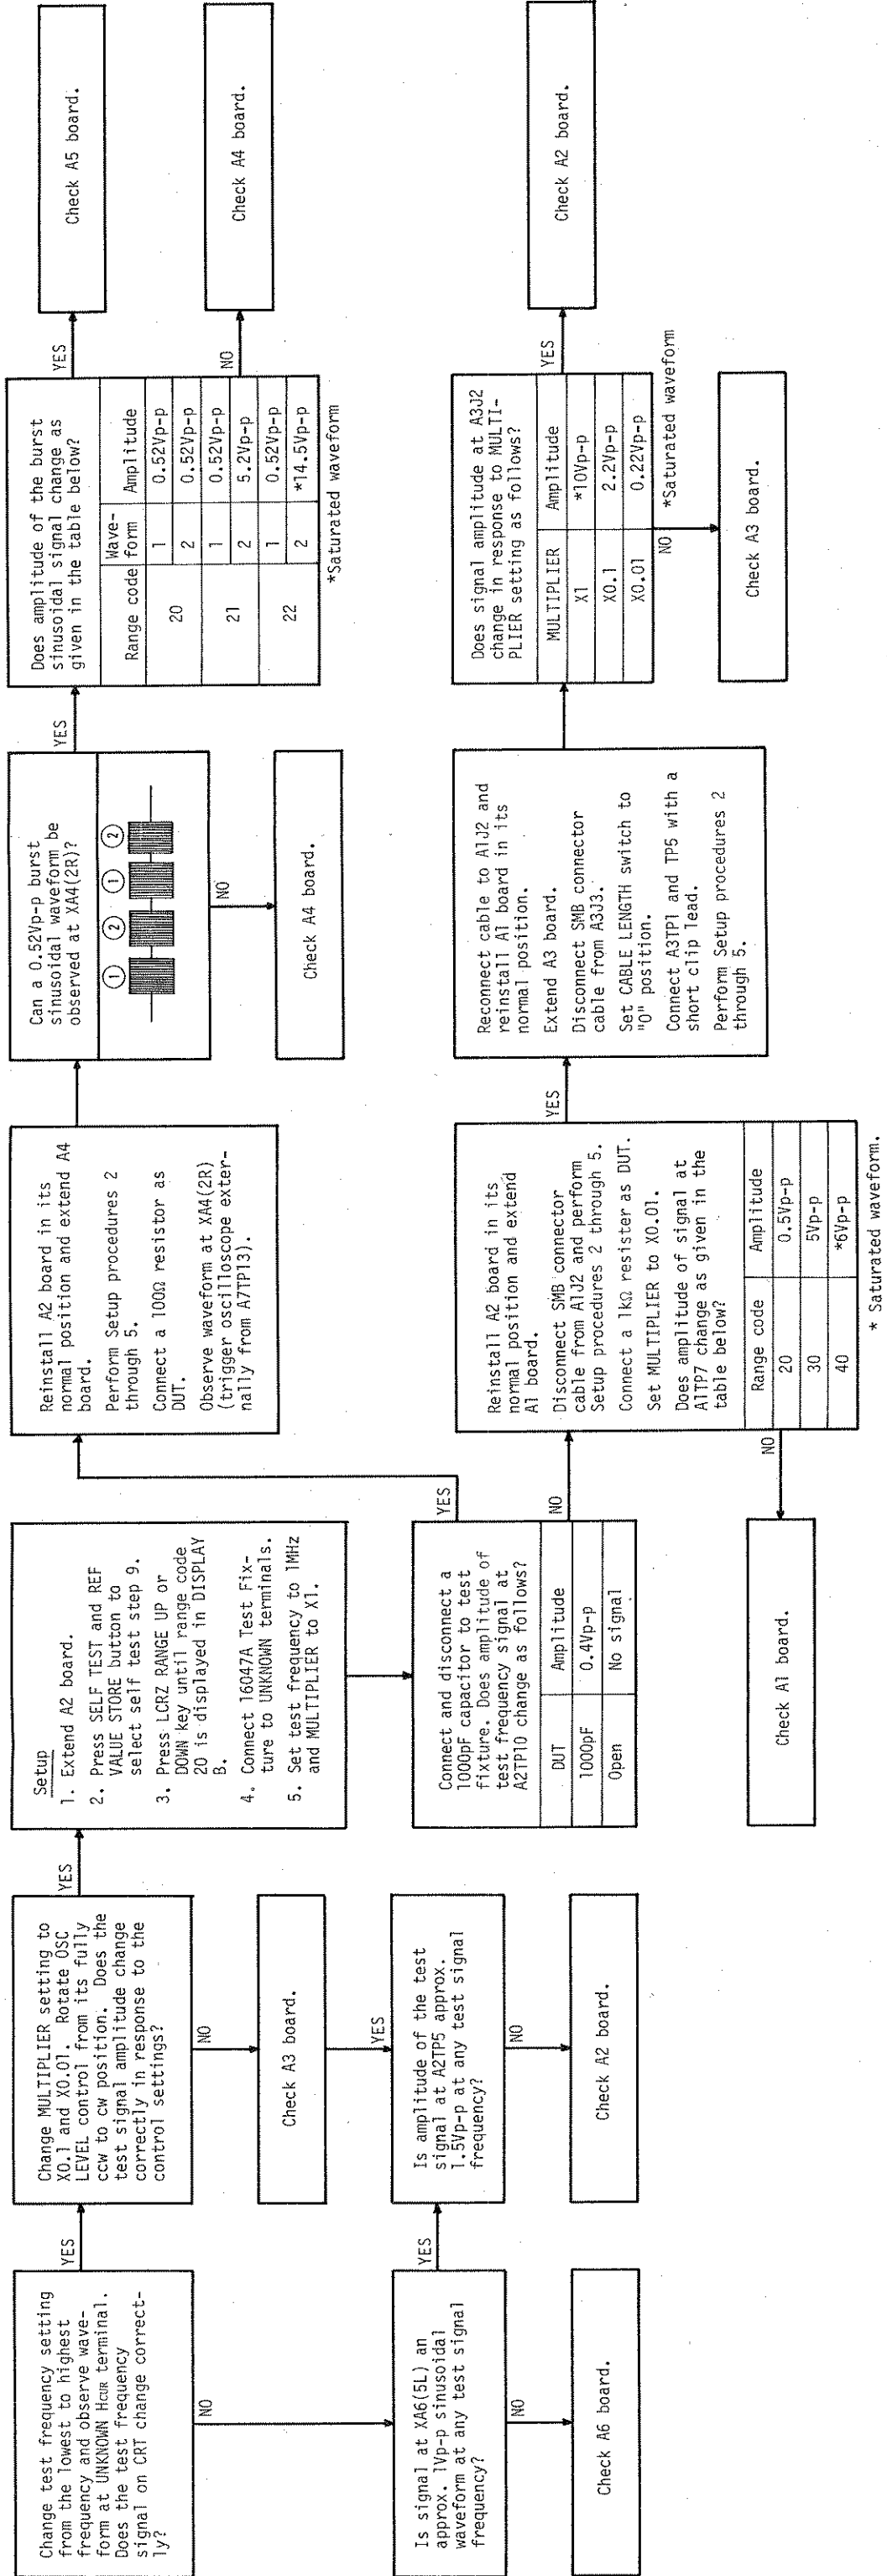 Change test frequency setting
from the lowest to highest
frequency and observe wave-
form at UNKNOWN HCUR terminal.
Does the test frequency
signal on CRT change correct-
ly?
YES
NO
Is signal at XA6(5L) an
approx. 1Vp-p sinusoidal
waveform at any test signal
frequency?
YES
NO
Check A6 board.
Change MULTIPLIER setting to
X0.1 and X0.01. Rotate OSC
LEVEL control from its fully
ccw to cw position. Does the
test signal amplitude change
correctly in response to the
control settings?
YES
NO
Check A3 board.
YES
Is amplitude of the test
signal at A2TP5 approx.
1.5Vp-p at any test signal
frequency?
NO
Check A2 board.
Setup
1. Extend A2 board.
2. Press SELF TEST and REF
VALUE STORE button to
select self test step 9.
3. Press LCRZ RANGE UP or
DOWN key until range code
20 is displayed in DISPLAY
B.
4. Connect 16047A Test Fix-
ture to UNKNOWN terminals.
5. Set test frequency to 1MHz
and MULTIPLIER to X1.
Connect and disconnect a
1000pF capacitor to test
fixture. Does amplitude of
test frequency signal at
A2TP10 change as follows?
DUT Amplitude
1000pF 0.4Vp-p
Open No signal
YES
NO
Reinstall A2 board in its
normal position and extend A4
board.
Perform Setup procedures 2
through 5.
Connect a 100Ω resistor as
DUT.
Observe waveform at XA4(2R)
(trigger oscilloscope exter-
nally from A7TP13).
Can a 0.52Vp-p burst
sinusoidal waveform be
observed at XA4(2R)?
1 2 1 2
YES
NO
Check A4 board.
Does amplitude of the burst
sinusoidal signal change as
given in the table below?
Range code Wave-form Amplitude
20 1 0.52Vp-p
2 0.52Vp-p
21 1 0.52Vp-p
2 5.2Vp-p
22 1 0.52Vp-p
2 *14.5Vp-p
*Saturated waveform
YES
Check A5 board.
NO
Check A4 board.
Reinstall A2 board in its
normal position and extend
A1 board.
Disconnect SMB connector
cable from A1J2 and perform
Setup procedures 2 through 5.
Connect a 1kΩ resister as DUT.
Set MULTIPLIER to X0.01.
Does amplitude of signal at
A1TP7 change as given in the
table below?
Range code Amplitude
20 0.5Vp-p
30 5Vp-p
40 *6Vp-p
* Saturated waveform.
NO
Check A1 board.
YES
Reconnect cable to A1J2 and
reinstall A1 board in its
normal position.
Extend A3 board.
Disconnect SMB connector
cable from A3J3.
Set CABLE LENGTH switch to
"0" position.
Connect A3TP1 and TP5 with a
short clip lead.
Perform Setup procedures 2
through 5.
Does signal amplitude at A3J2
change in response to MULTI-
PLIER setting as follows?
MULTIPLIER Amplitude
X1 *10Vp-p
X0.1 2.2Vp-p
X0.01 0.22Vp-p
*Saturated waveform
YES
Check A2 board.
NO
Check A3 board.